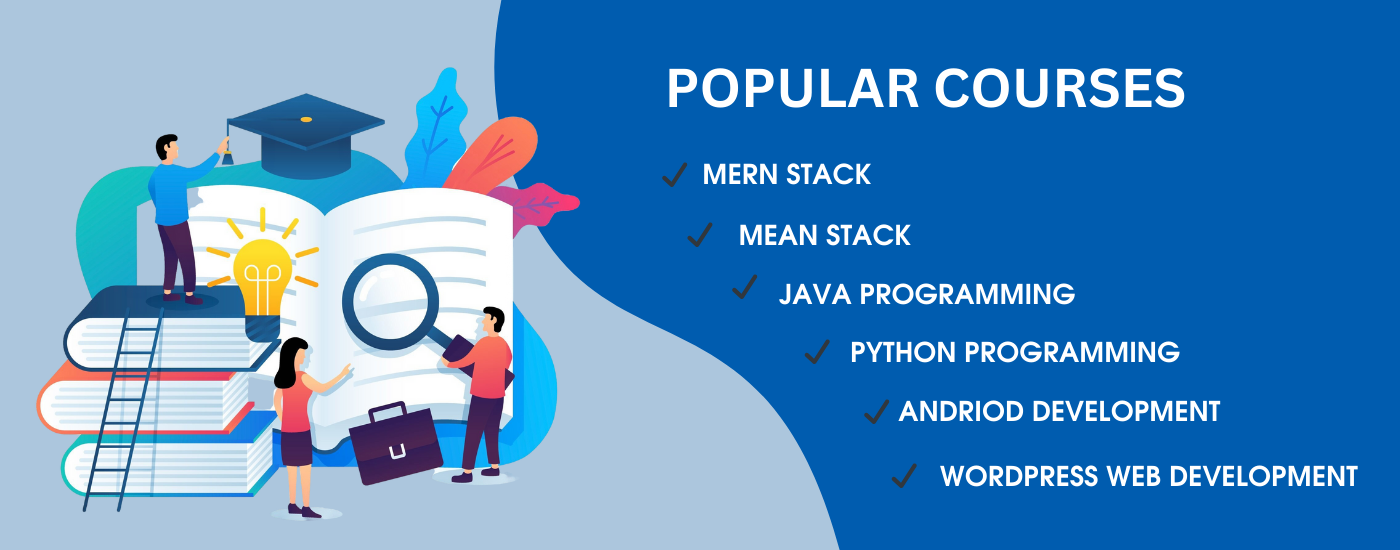 POPULAR COURSES
MERN STACK
MEAN STACK
JAVA PROGRAMMING
PYTHON PROGRAMMING
ANDRIOD DEVELOPMENT
WORDPRESS WEB DEVELOPMENT